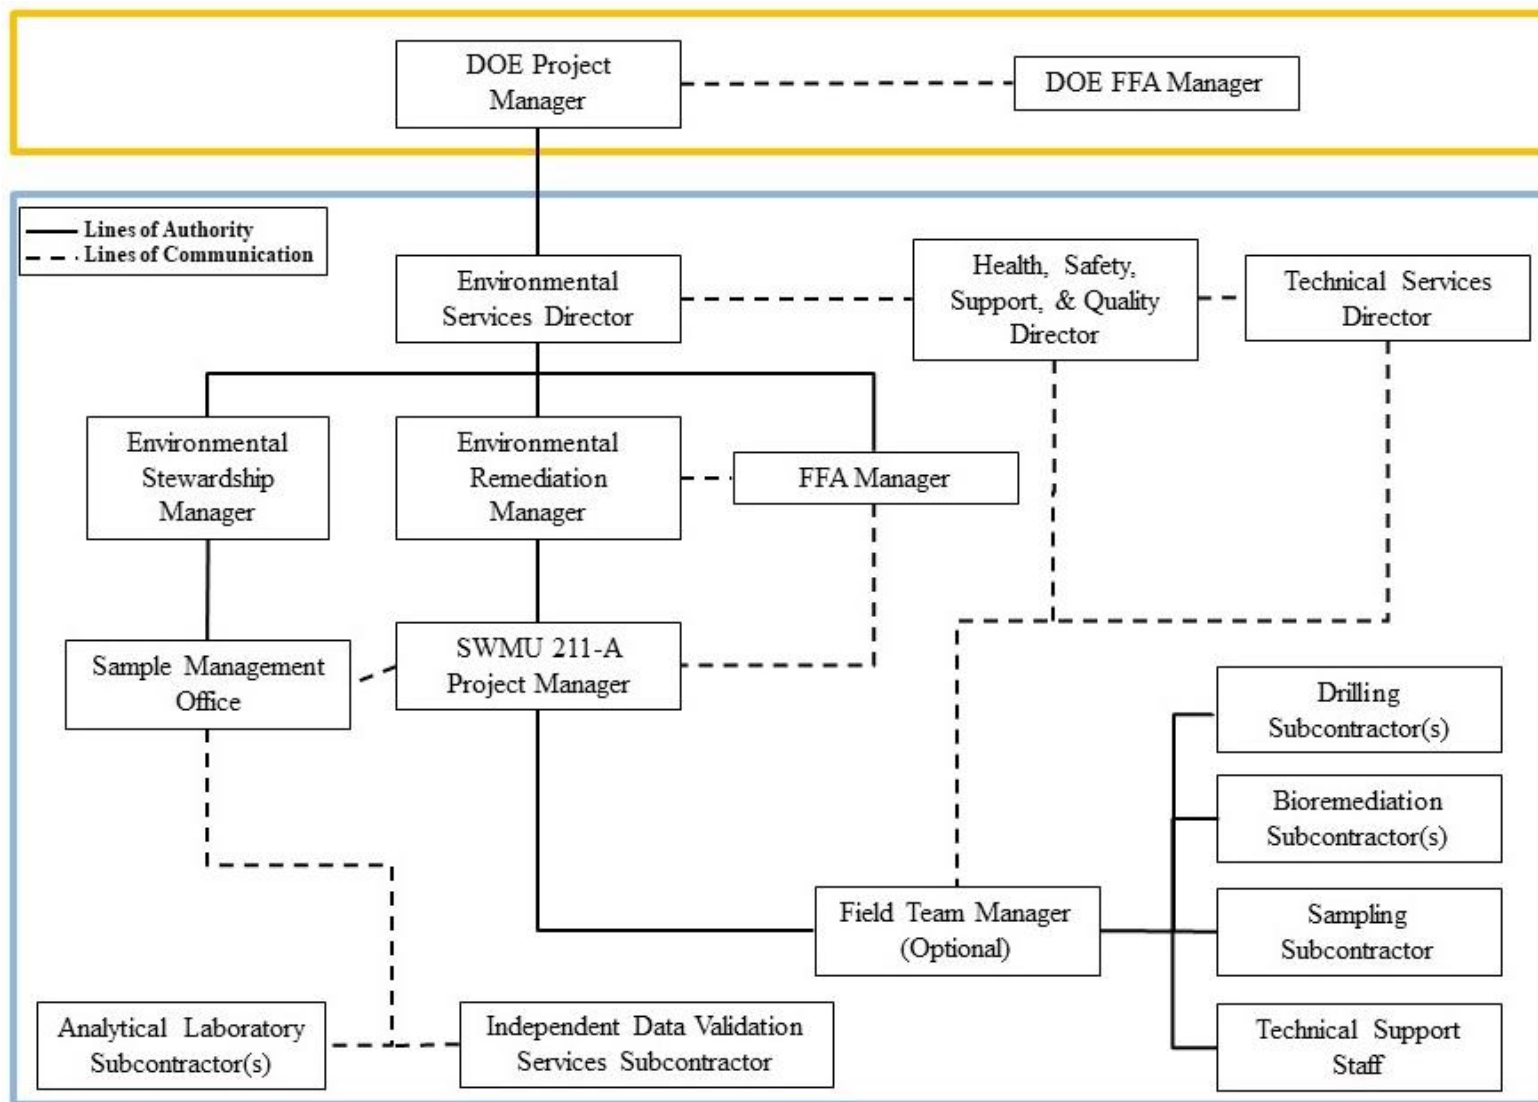 DOE Project
Manager
DOE FFA Manager
Lines of Authority
Lines of Communication
Environmental
Services Director
Health, Safety,
Support, & Quality
Director
Technical Services
Director
Environmental
Stewardship
Manager
Environmental
Remediation
Manager
FFA Manager
Sample Management
Office
SWMU 211-A
Project Manager
Drilling
Subcontractor(s)
Bioremediation
Subcontractor(s)
Field Team Manager
(Optional)
Sampling
Subcontractor
Analytical Laboratory
Subcontractor(s)
Independent Data Validation
Services Subcontractor
Technical Support
Staff